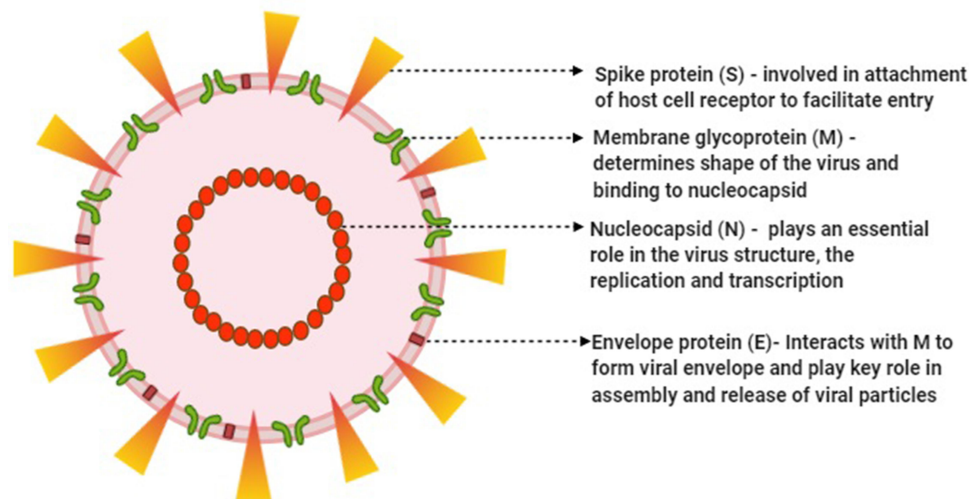 Spike protein (S) - involved in attachment
of host cell receptor to facilitate entry
Membrane glycoprotein (M) -
determines shape of the virus and
binding to nucleocapsid
Nucleocapsid (N) - plays an essential
role in the virus structure, the
replication and transcription
Envelope protein (E)- Interacts with M to
form viral envelope and play key role in
assembly and release of viral particles